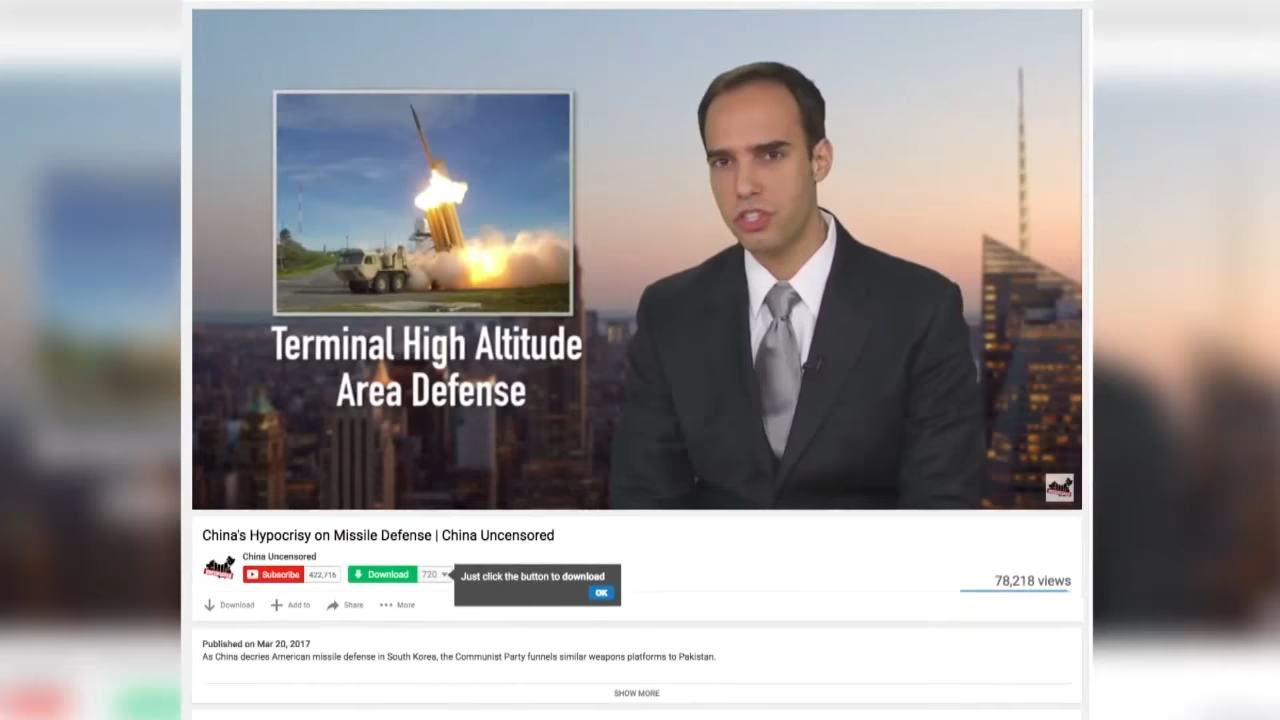 Terminal High Altitude
Area Defense
China's Hypocrisy on Missile Defense | China Uncensored
China Uncensored
Subscribe 422,716 Download 720 Just click the button to download
OK
78,218 views
Download Add to Share More
Published on Mar 20, 2017
As China decries American missile defense in South Korea, the Communist Party funnels similar weapons platforms to Pakistan.
SHOW MORE